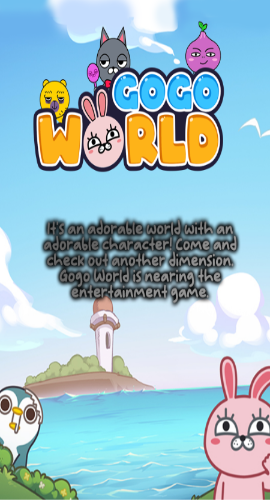 GOGO
WORLD
It's an adorable world with an
adorable character! Come and
check out another dimension.
Gogo World is nearing the
entertainment game.